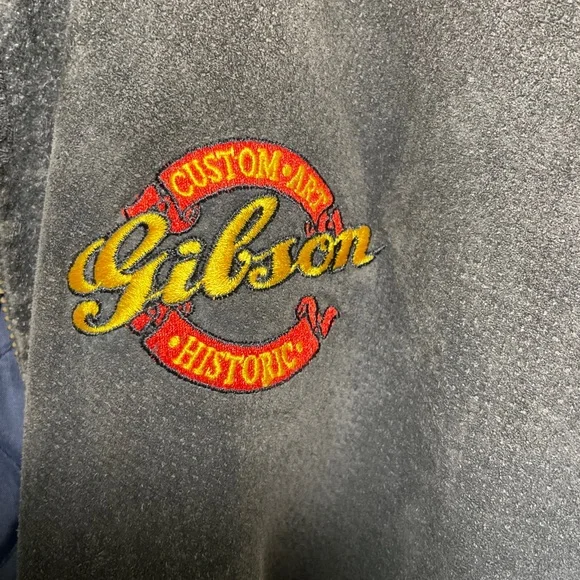 CUSTOM • ART
Gibson
• HISTORIC •